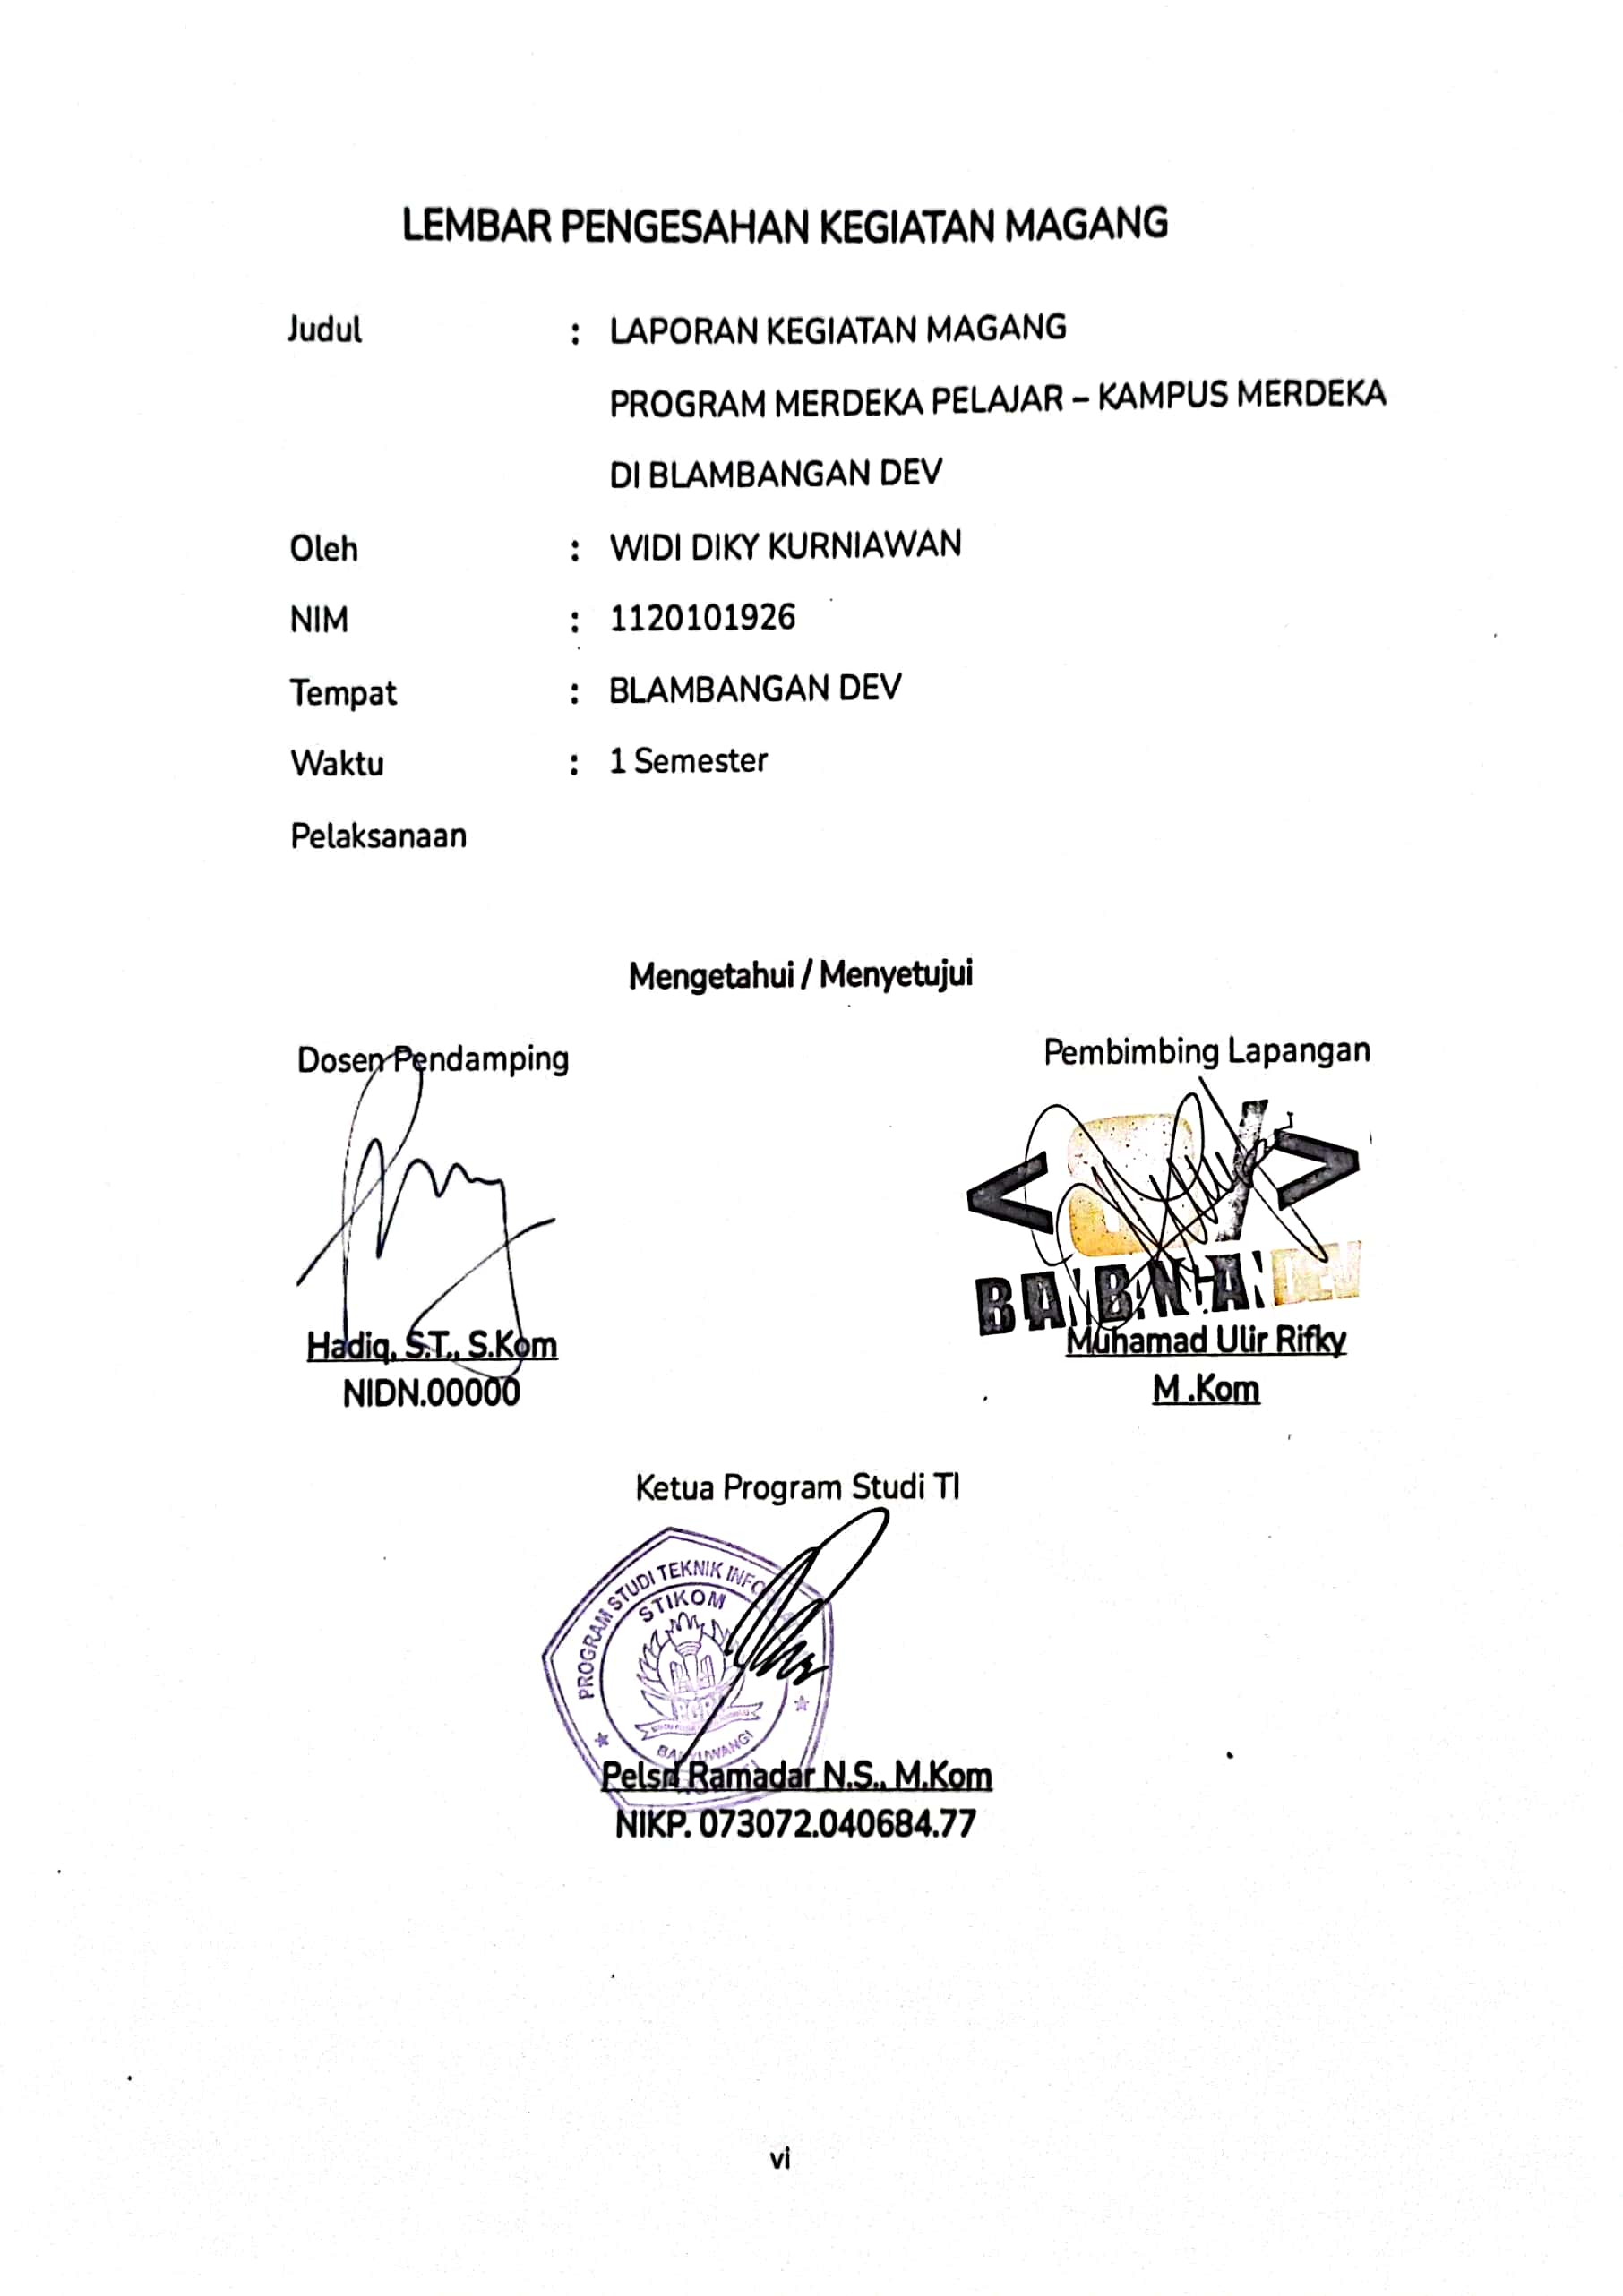 LEMBAR PENGESAHAN KEGIATAN MAGANG
Judul : LAPORAN KEGIATAN MAGANG
PROGRAM MERDEKA PELAJAR – KAMPUS MERDEKA
DI BLAMBANGAN DEV
Oleh : WIDI DIKY KURNIAWAN
NIM : 1120101926
Tempat : BLAMBANGAN DEV
Waktu : 1 Semester
Pelaksanaan
Mengetahui / Menyetujui
Dosen Pendamping
Pembimbing Lapangan
DEV
Hadiq, S.T., S.Kom
NIDN.00000
Muhamad Ulir Rifky
M .Kom
Ketua Program Studi TI
PROGRAM STUDI TEKNIK
STIKOM
BANYUWANGI
Pelsri Ramadar N.S., M.Kom
NIKP. 073072.040684.77
vi